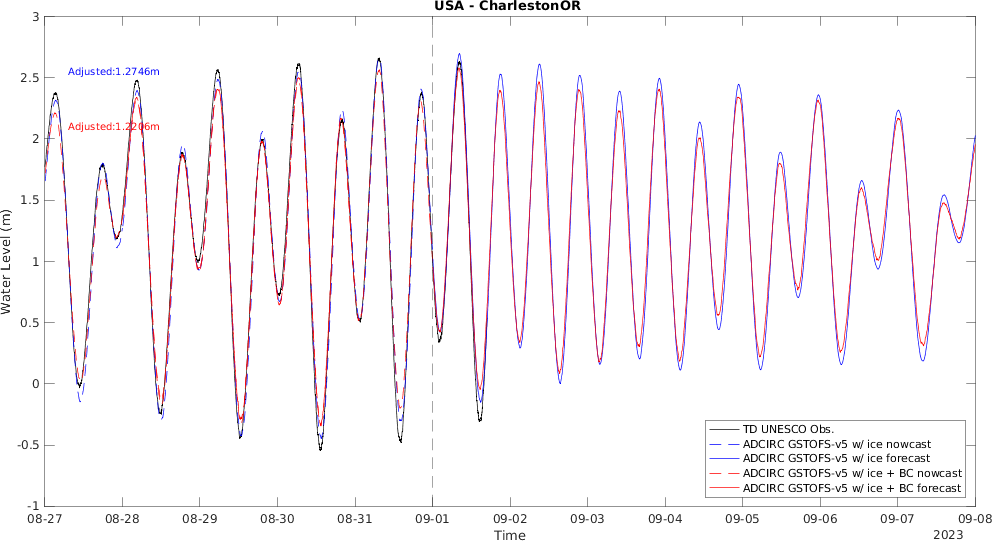 USA - CharlestonOR
3
2.5
2
1.5
1
0.5
0
-0.5
-1
Water Level (m)
Adjusted:1.2746m
Adjusted:1.2206m
TD UNESCO Obs.
ADCIRC GSTOFS-v5 w/ ice nowcast
ADCIRC GSTOFS-v5 w/ ice forecast
ADCIRC GSTOFS-v5 w/ ice + BC nowcast
ADCIRC GSTOFS-v5 w/ ice + BC forecast
08-27 08-28 08-29 08-30 08-31 09-01 09-02 09-03 09-04 09-05 09-06 09-07 09-08
Time
2023